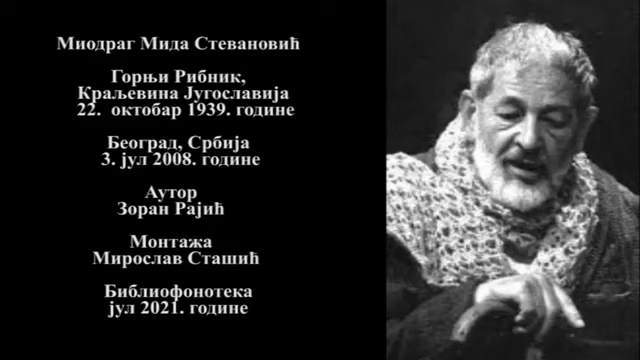 Миодраг Мида Стевановић
Горњи Рибник,
Краљевина Југославија
22. октобар 1939. године
Београд, Србија
3. јул 2008. године
Аутор
Зоран Рајић
Монтажа
Мирослав Сташић
Библиофонотека
јул 2021. године